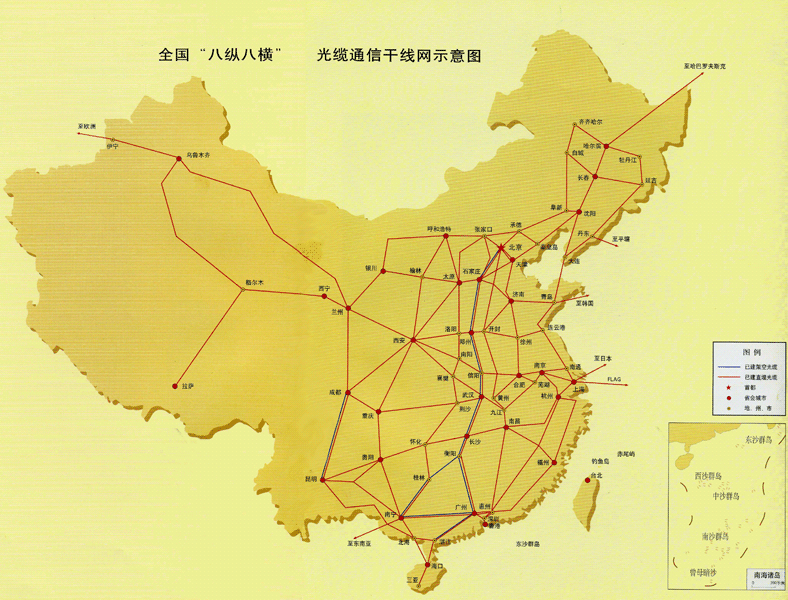 全国“八纵八横” 光缆通信干线网示意图
至哈巴罗夫斯克
至欧洲
伊宁
乌鲁木齐
齐齐哈尔
哈尔滨
牡丹江
白城
长春
延吉
阜新
沈阳
丹东
至平壤
大连
呼和浩特
张家口
承德
北京
秦皇岛
天津
银川
榆林
太原
石家庄
格尔木
西宁
兰州
济南
青岛
至韩国
西安
洛阳
郑州
开封
徐州
连云港
南阳
襄樊
信阳
合肥
南京
芜湖
南通
上海
至日本
FLAG
杭州
拉萨
成都
重庆
武汉
荆沙
黄州
九江
南昌
怀化
长沙
贵阳
衡阳
福州
钓鱼岛
赤尾屿
台北
昆明
桂林
南宁
广州
惠州
深圳
香港
至东南亚
北海
湛江
东沙群岛
海口
三亚
图例
已建架空光缆
已建直埋光缆
首都
省会城市
地、州、市
东沙群岛
西沙群岛
中沙群岛
南沙群岛
曾母暗沙
南海诸岛